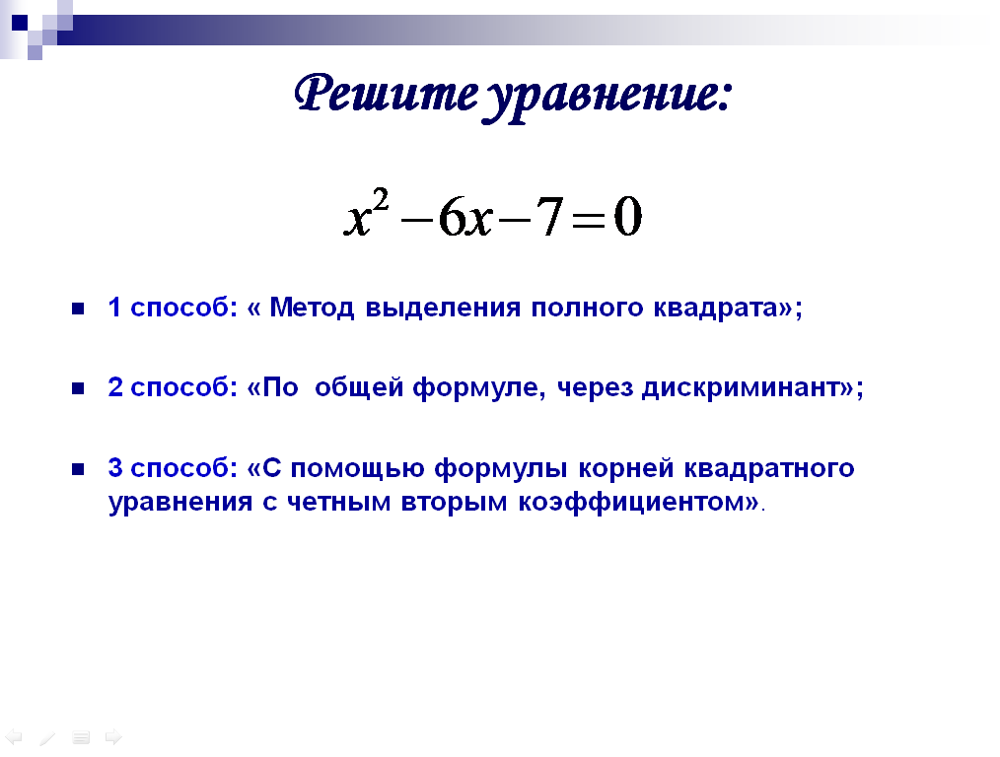 Решите уравнение:
x² − 6x − 7 = 0
1 способ: « Метод выделения полного квадрата»;
2 способ: «По общей формуле, через дискриминант»;
3 способ: «С помощью формулы корней квадратного
уравнения с четным вторым коэффициентом».